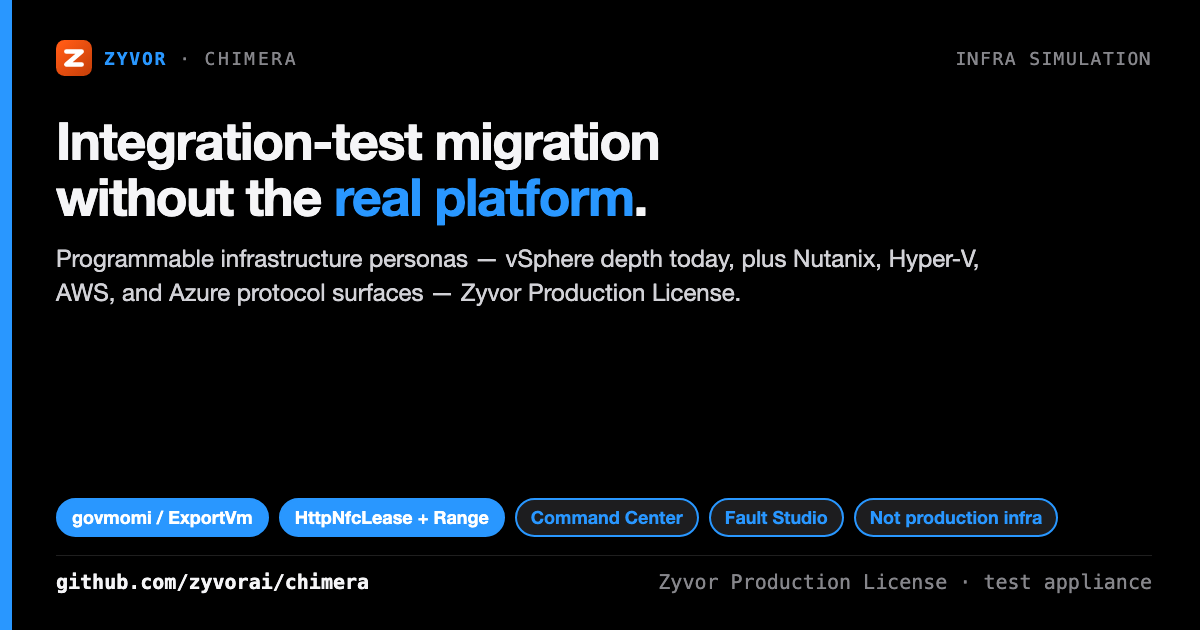 Z ZYVOR · CHIMERA
INFRA SIMULATION
Integration-test migration
without the real platform.
Programmable infrastructure personas — vSphere depth today, plus Nutanix, Hyper-V,
AWS, and Azure protocol surfaces — Zyvor Production License.
govmomi / ExportVm
HttpNfcLease + Range
Command Center
Fault Studio
Not production infra
github.com/zyvorai/chimera
Zyvor Production License · test appliance